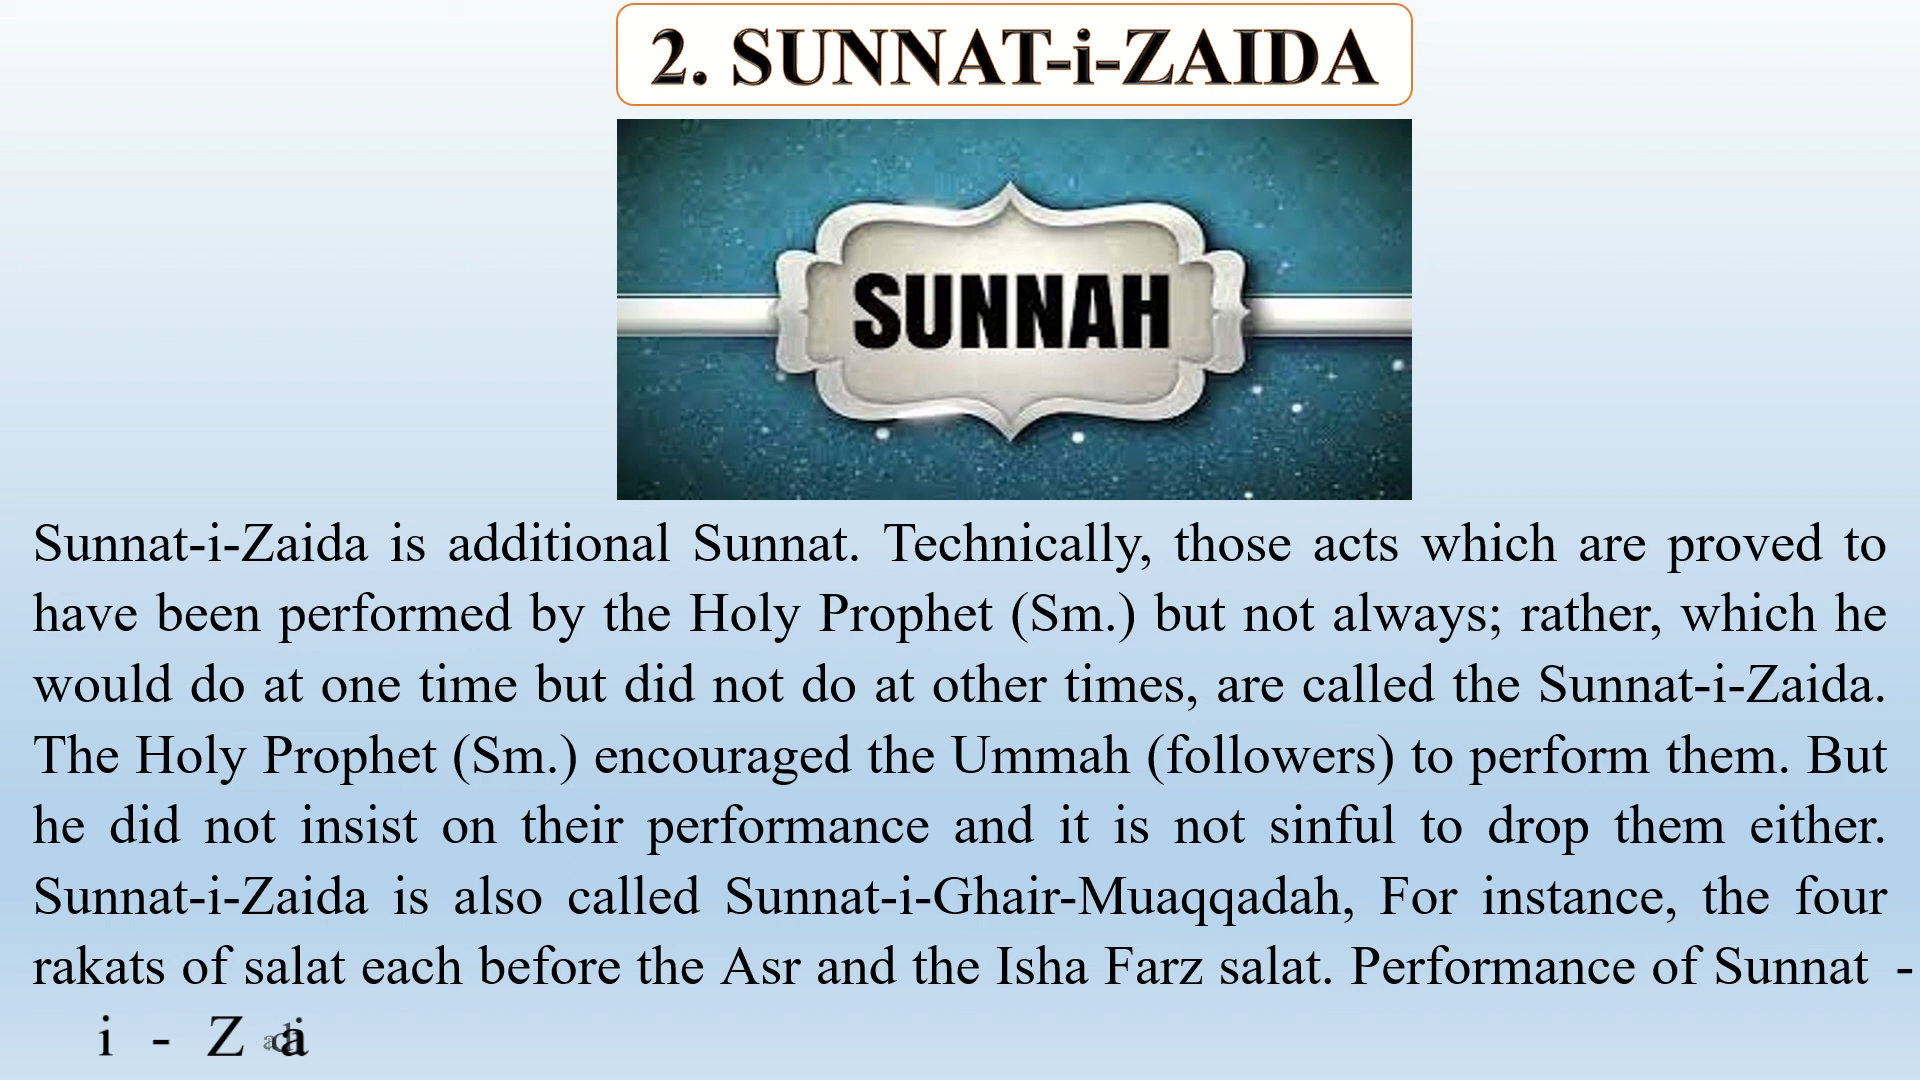 2. SUNNAT-i-ZAIDA
SUNNAH
Sunnat-i-Zaida is additional Sunnat. Technically, those acts which are proved to
have been performed by the Holy Prophet (Sm.) but not always; rather, which he
would do at one time but did not do at other times, are called the Sunnat-i-Zaida.
The Holy Prophet (Sm.) encouraged the Ummah (followers) to perform them. But
he did not insist on their performance and it is not sinful to drop them either.
Sunnat-i-Zaida is also called Sunnat-i-Ghair-Muaqqadah, For instance, the four
rakats of salat each before the Asr and the Isha Farz salat. Performance of Sunnat -
i - Z